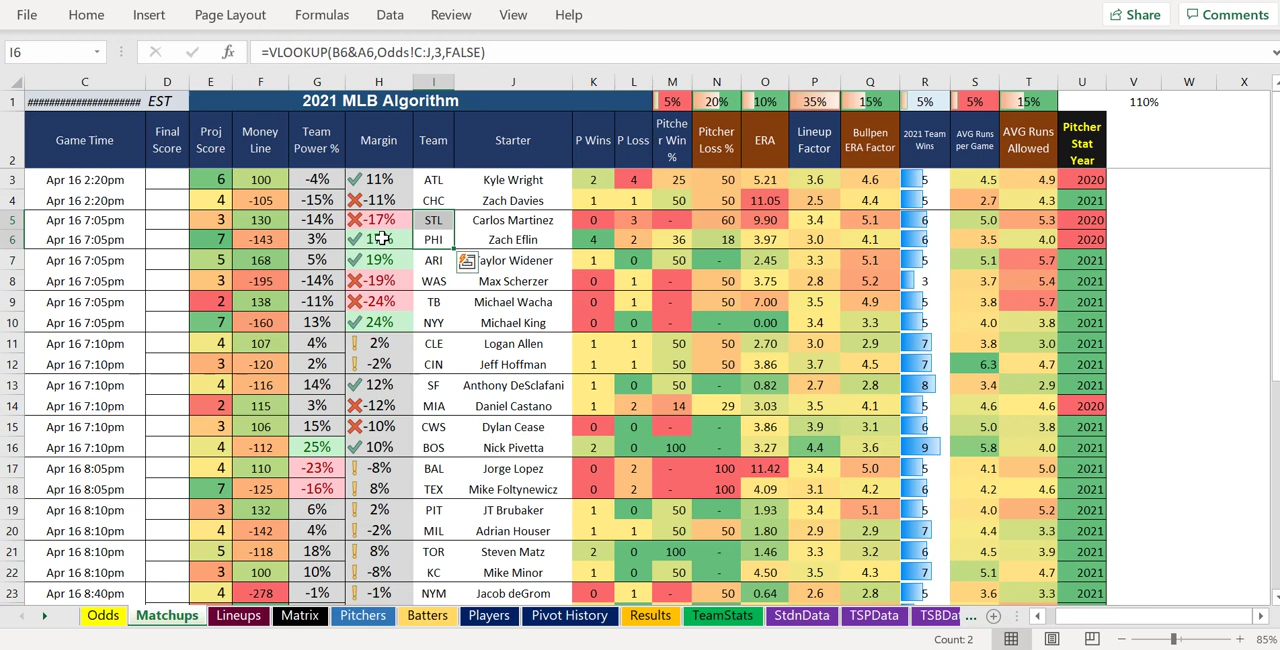 File Home Insert Page Layout Formulas Data Review View Help Share Comments
I6 fx =VLOOKUP(B6&A6,Odds!C:J,3,FALSE)
C D E F G H I J K L M N O P Q R S T U V W X
1 ##################### EST 2021 MLB Algorithm 5% 20% 10% 35% 15% 5% 5% 15% 110%
2 Game Time Final Score Proj Score Money Line Team Power % Margin Team Starter P Wins P Loss Pitcher Win % Pitcher Loss % ERA Lineup Factor Bullpen ERA Factor 2021 Team Wins AVG Runs per Game AVG Runs Allowed Pitcher Stat Year
3 Apr 16 2:20pm 6 100 -4% 11% ATL Kyle Wright 2 4 25 50 5.21 3.6 4.6 5 4.5 4.9 2020
4 Apr 16 2:20pm 4 -105 -15% -11% CHC Zach Davies 1 1 50 50 11.05 2.5 4.4 5 2.7 4.3 2021
5 Apr 16 7:05pm 3 130 -14% -17% STL Carlos Martinez 0 3 - 60 9.90 3.4 5.1 6 5.0 5.3 2020
6 Apr 16 7:05pm 7 -143 3% PHI Zach Eflin 4 2 36 18 3.97 3.0 4.1 6 3.5 4.0 2020
7 Apr 16 7:05pm 5 168 5% 19% ARI aylor Widener 1 0 50 - 2.45 3.3 5.1 5 5.1 5.7 2021
8 Apr 16 7:05pm 3 -195 -14% -19% WAS Max Scherzer 0 1 - 50 3.75 2.8 5.2 3 3.7 5.4 2021
9 Apr 16 7:05pm 2 138 -11% -24% TB Michael Wacha 0 1 - 50 7.00 3.5 4.9 5 3.8 5.7 2021
10 Apr 16 7:05pm 7 -160 13% 24% NYY Michael King 0 0 - - 0.00 3.4 3.3 5 4.0 3.8 2021
11 Apr 16 7:10pm 4 107 4% 2% CLE Logan Allen 1 1 50 50 2.70 3.0 2.9 7 3.8 3.0 2021
12 Apr 16 7:10pm 3 -120 2% -2% CIN Jeff Hoffman 1 1 50 50 3.86 3.7 4.5 7 6.3 4.7 2021
13 Apr 16 7:10pm 4 -116 14% 12% SF Anthony DeSclafani 1 0 50 - 0.82 2.7 2.8 8 3.4 2.9 2021
14 Apr 16 7:10pm 2 115 3% -12% MIA Daniel Castano 1 2 14 29 3.03 3.5 4.1 5 4.6 4.6 2020
15 Apr 16 7:10pm 3 106 15% -10% CWS Dylan Cease 0 0 - - 3.86 3.9 3.1 6 5.0 4.0 2021
16 Apr 16 7:10pm 4 -112 25% 10% BOS Nick Pivetta 2 0 100 - 3.27 4.4 3.6 9 5.8 4.0 2021
17 Apr 16 8:05pm 4 110 -23% -8% BAL Jorge Lopez 0 2 - 100 11.42 3.4 5.0 5 4.1 5.0 2021
18 Apr 16 8:05pm 7 -125 -16% 8% TEX Mike Foltynewicz 0 2 - 100 4.09 3.1 4.2 6 4.2 4.6 2021
19 Apr 16 8:10pm 3 132 6% 2% PIT JT Brubaker 1 0 50 - 1.93 3.4 5.1 6 4.0 5.2 2021
20 Apr 16 8:10pm 4 -142 4% -2% MIL Adrian Houser 1 1 50 50 1.80 2.9 2.9 7 4.4 3.3 2021
21 Apr 16 8:10pm 5 -118 18% 8% TOR Steven Matz 2 0 100 - 1.46 3.3 3.2 6 4.5 3.9 2021
22 Apr 16 8:10pm 3 100 10% -8% KC Mike Minor 1 0 50 - 4.50 3.5 4.3 7 5.1 4.7 2021
23 Apr 16 8:40pm 4 -278 -1% -1% NYM Jacob deGrom 0 1 - 50 0.64 2.6 2.8 5 3.6 3.3 2021
Odds Matchups Lineups Matrix Pitchers Batters Players Pivot History Results TeamStats StdnData TSPData TSBDa ...
Count: 2 85%